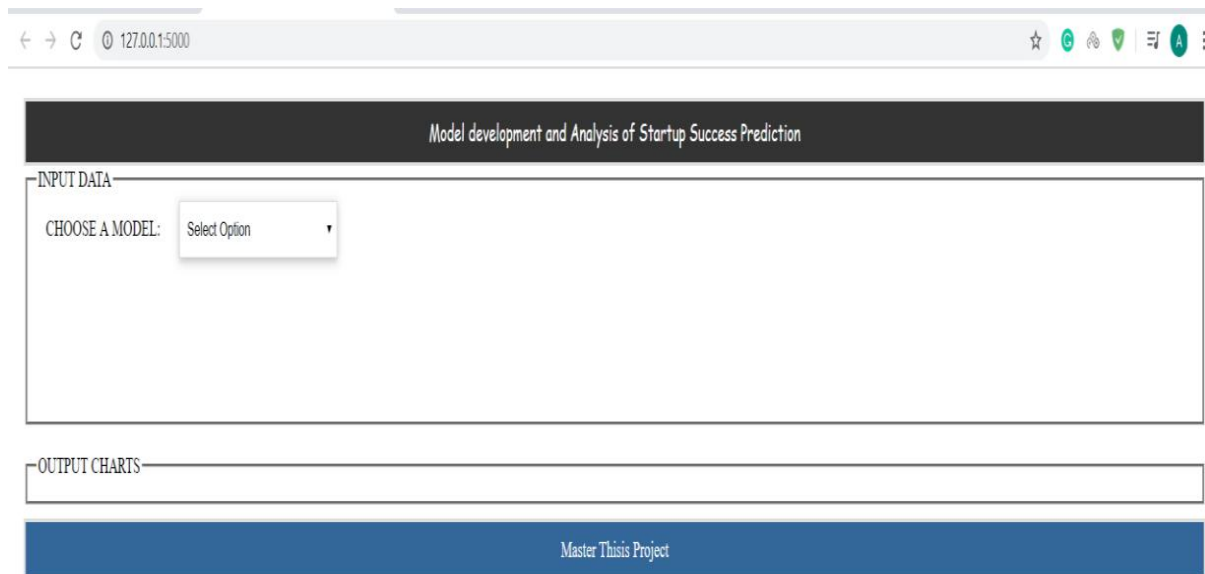 127.0.0.1:5000
G
A
Model development and Analysis of Startup Success Prediction
INPUT DATA
CHOOSE A MODEL: Select Option
OUTPUT CHARTS
Master Thisis Project